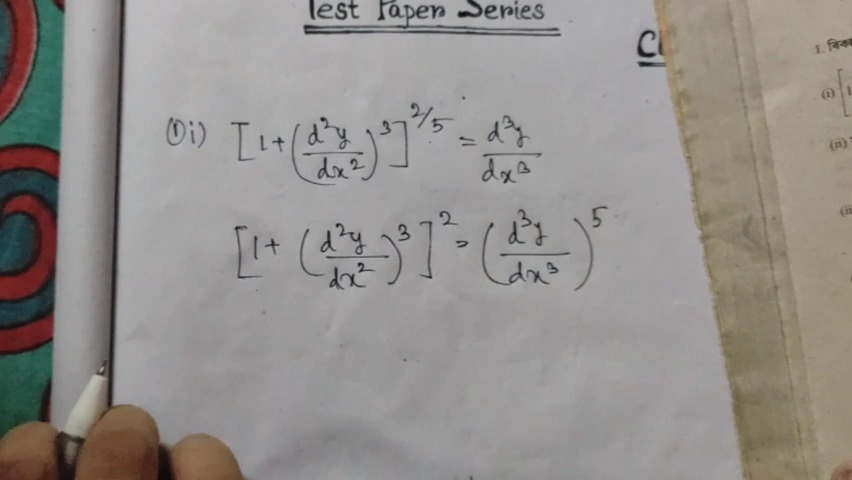 Test Paper Series
① i) [1+(d²y/dx²)³]^2/5 = d³y/dx³
[1+(d²y/dx²)³]² = (d³y/dx³)⁵
1.
(i) [1
(ii)